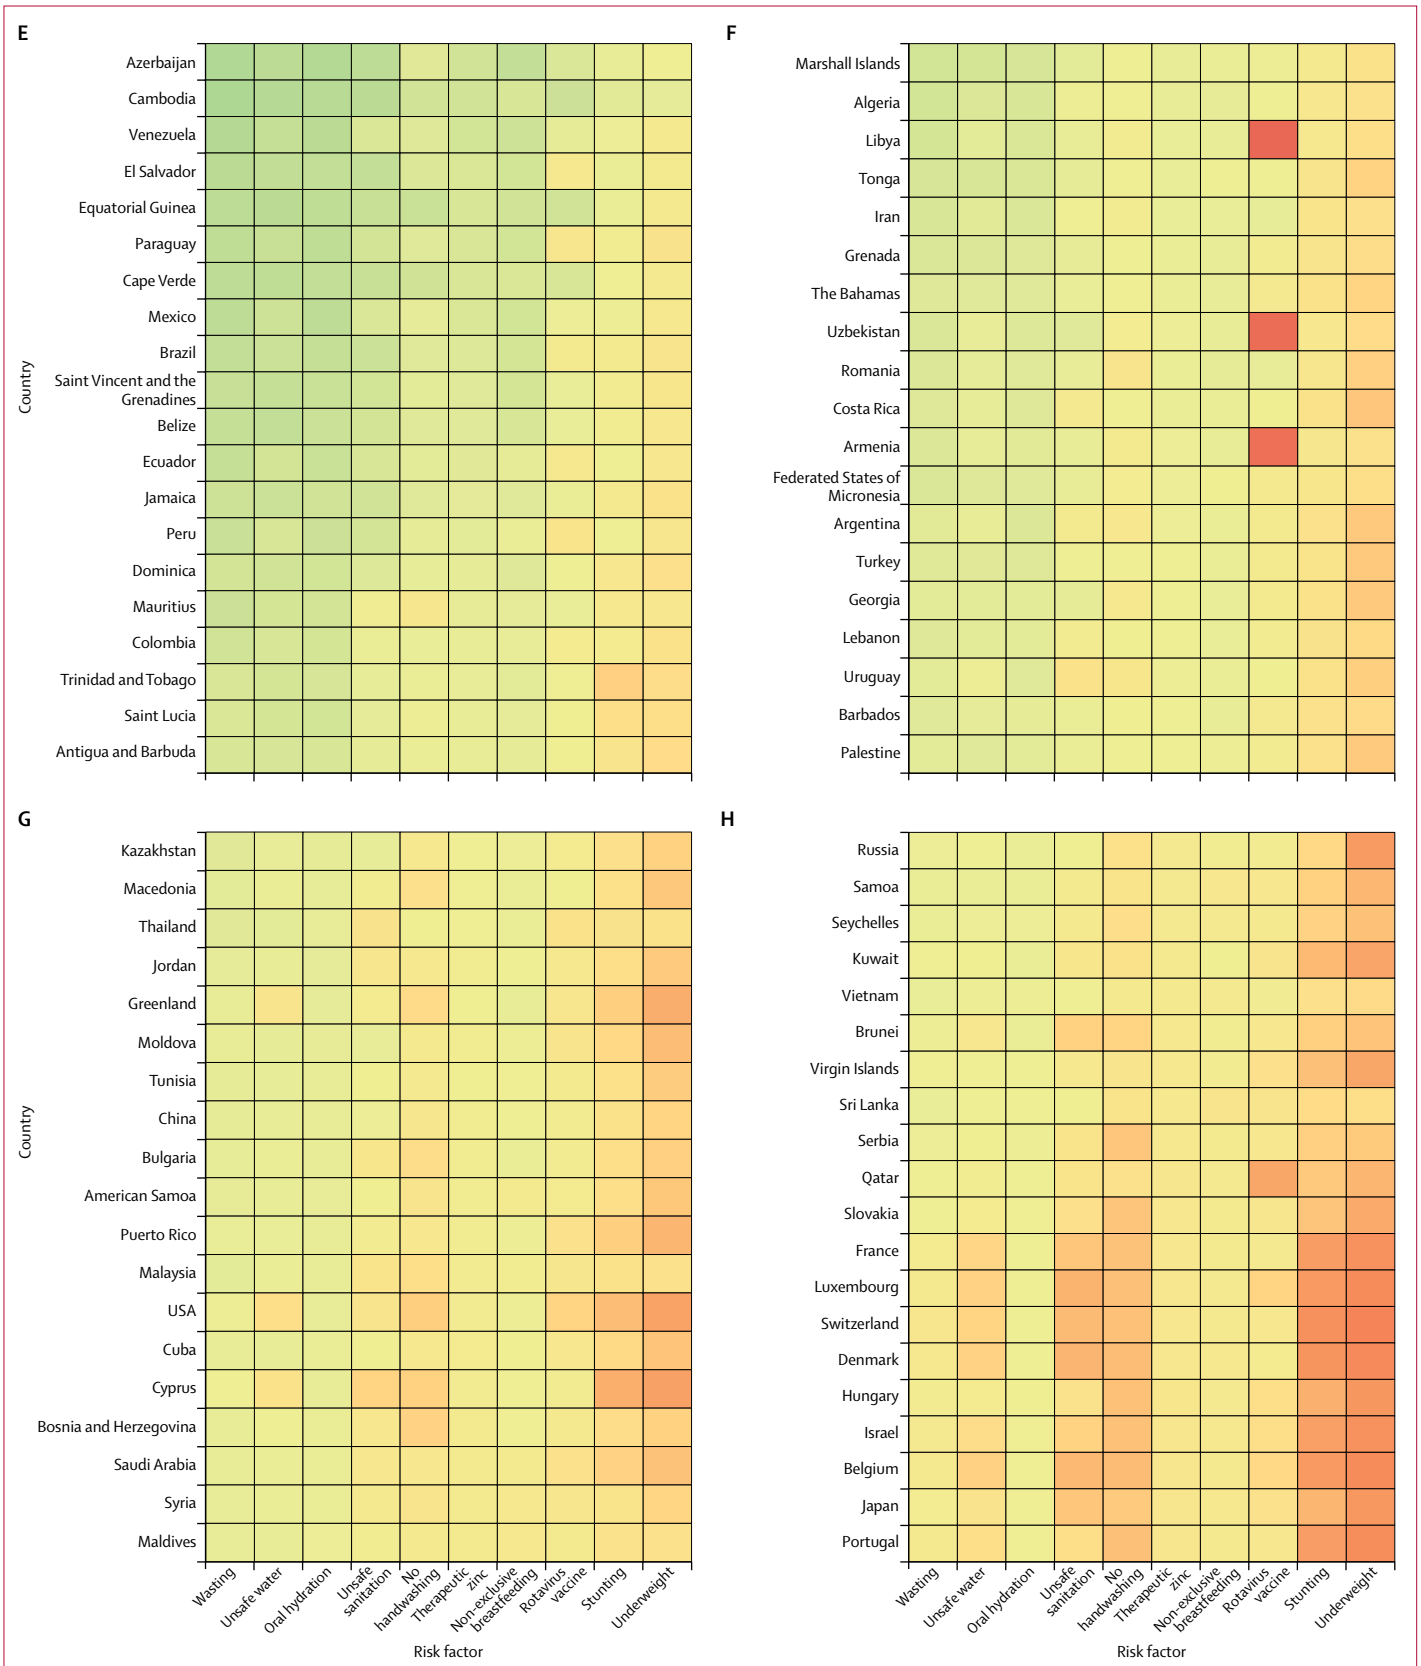 E
Azerbaijan
Cambodia
Venezuela
El Salvador
Equatorial Guinea
Paraguay
Cape Verde
Mexico
Brazil
Saint Vincent and the
Grenadines
Belize
Ecuador
Jamaica
Peru
Dominica
Mauritius
Colombia
Trinidad and Tobago
Saint Lucia
Antigua and Barbuda
Country
F
Marshall Islands
Algeria
Libya
Tonga
Iran
Grenada
The Bahamas
Uzbekistan
Romania
Costa Rica
Armenia
Federated States of
Micronesia
Argentina
Turkey
Georgia
Lebanon
Uruguay
Barbados
Palestine
G
Kazakhstan
Macedonia
Thailand
Jordan
Greenland
Moldova
Tunisia
China
Bulgaria
American Samoa
Puerto Rico
Malaysia
USA
Cuba
Cyprus
Bosnia and Herzegovina
Saudi Arabia
Syria
Maldives
Country
Wasting
Unsafe water
Oral hydration
Unsafe
sanitation
No
handwashing
Therapeutic
zinc
Non-exclusive
breastfeeding
Rotavirus
vaccine
Stunting
Underweight
Risk factor
H
Russia
Samoa
Seychelles
Kuwait
Vietnam
Brunei
Virgin Islands
Sri Lanka
Serbia
Qatar
Slovakia
France
Luxembourg
Switzerland
Denmark
Hungary
Israel
Belgium
Japan
Portugal
Wasting
Unsafe water
Oral hydration
Unsafe
sanitation
No
handwashing
Therapeutic
zinc
Non-exclusive
breastfeeding
Rotavirus
vaccine
Stunting
Underweight
Risk factor